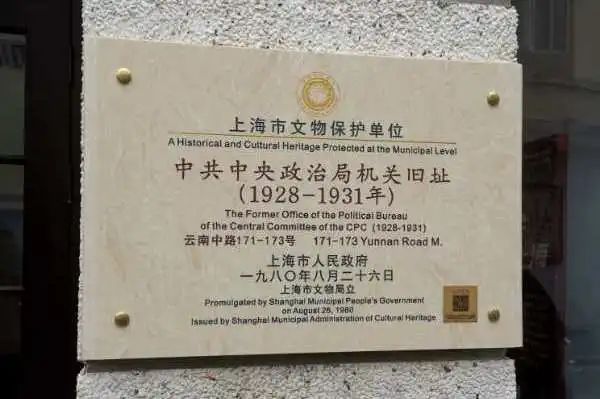 上海市文物保护单位
A Historical and Cultural Heritage Protected at the Municipal Level
中共中央政治局机关旧址
(1928-1931年)
The Former Office of the Political Bureau
of the Central Committee of the CPC (1928-1931)
云南中路171-173号 171-173 Yunnan Road M.
上海市人民政府
一九八〇年八月二十六日
上海市文物局立
Promulgated by Shanghai Municipal People's Government
on August 26, 1980
Issued by Shanghai Municipal Administration of Cultural Heritage